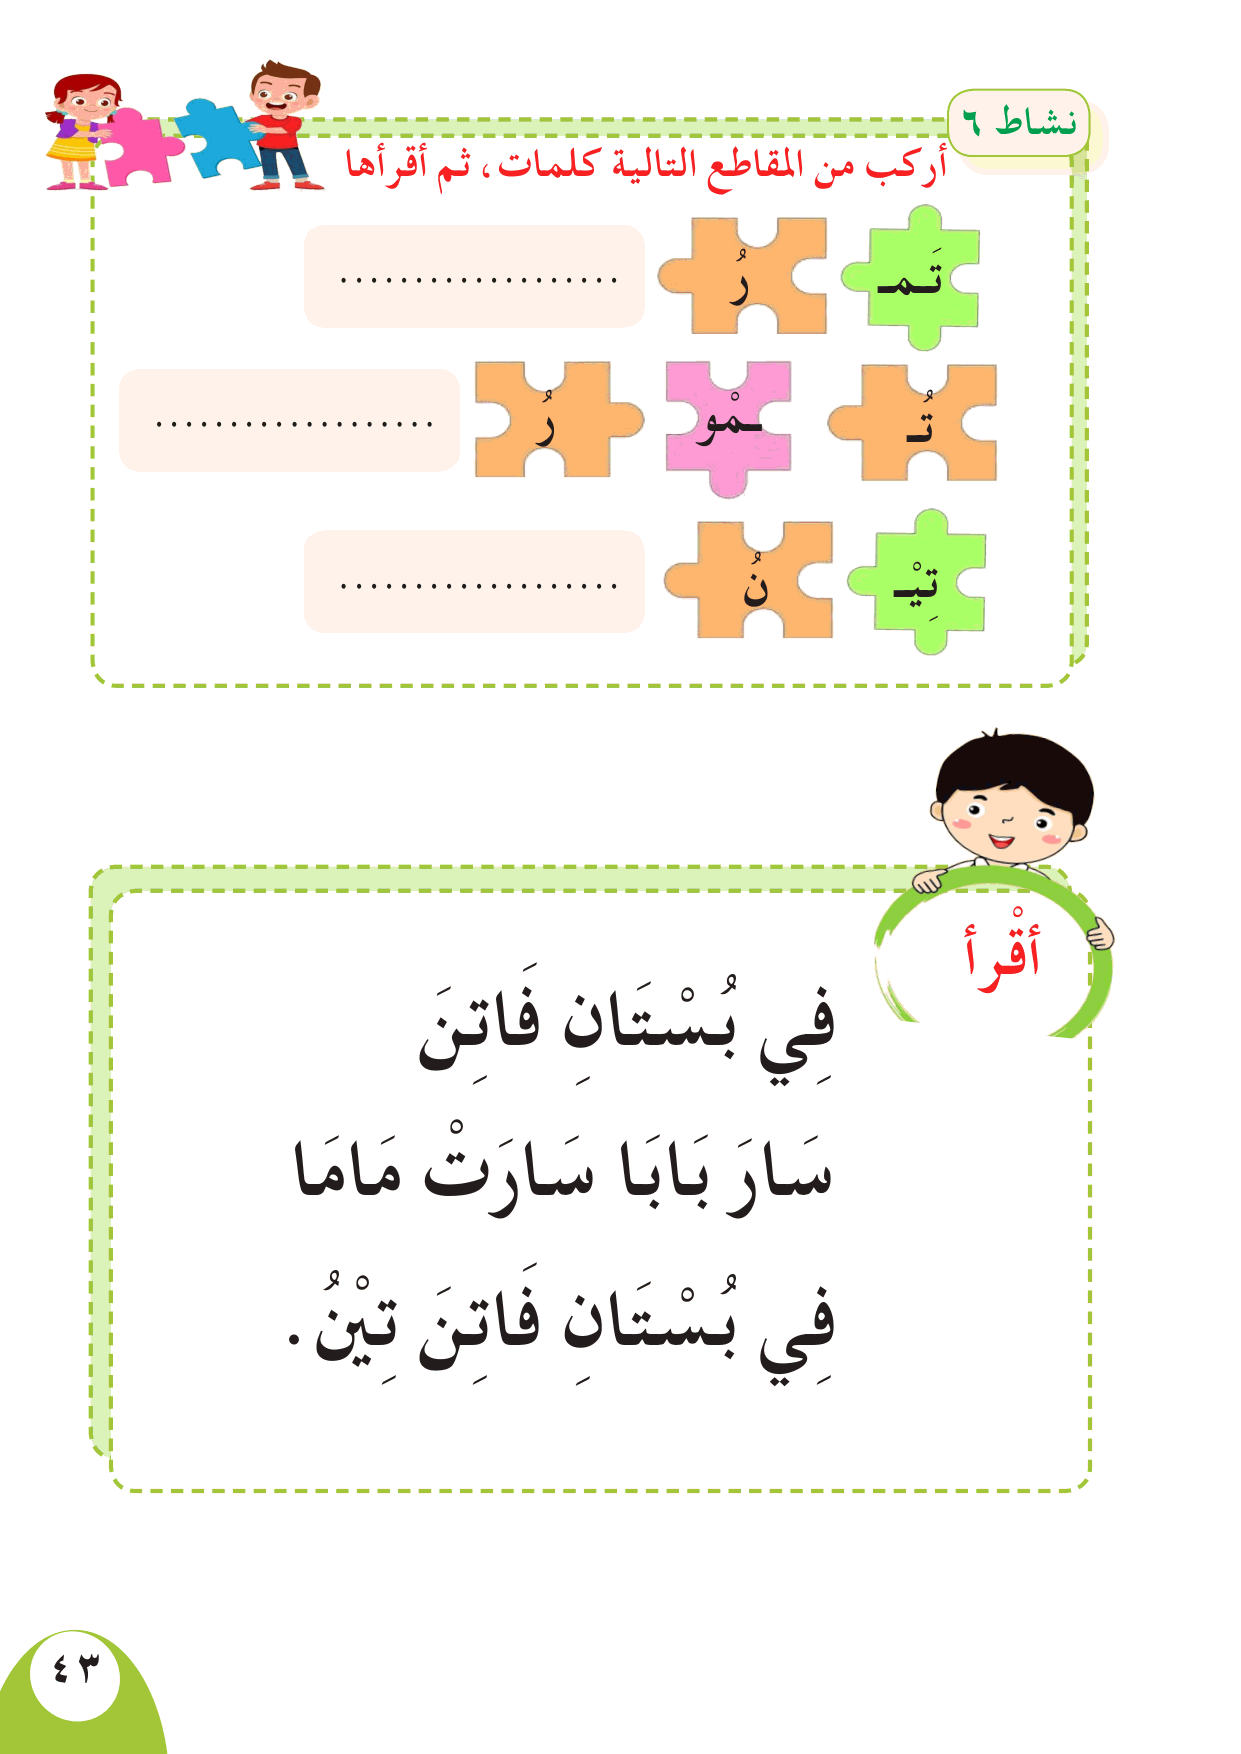 نشاط ٦
أركب من المقاطع التالية كلمات، ثم أقرأها
تَمـ رُ ...................
تُـ ـمْو رُ ...................
تِيْـ نُ ...................
أقْرأ
فِي بُسْتَانِ فَاتِنَ
سَارَ بَابَا سَارَتْ مَامَا
فِي بُسْتَانِ فَاتِنَ تِيْنُ.
٤٣